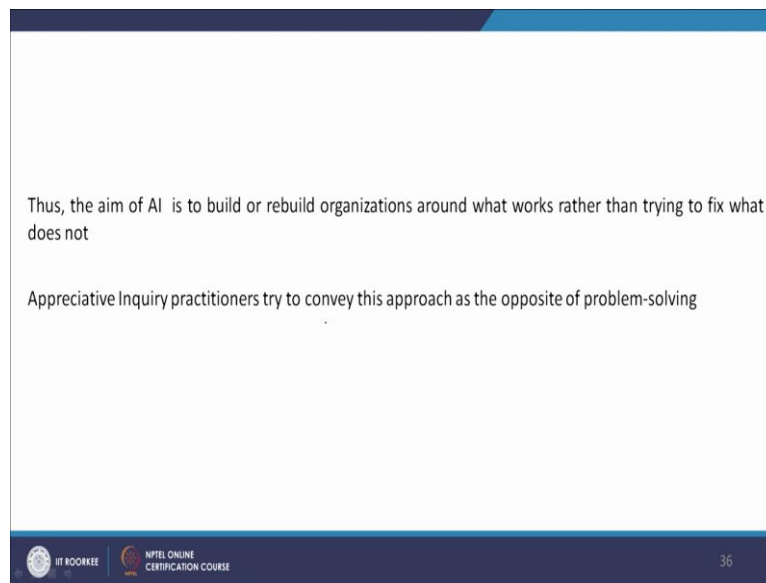 Thus, the aim of AI is to build or rebuild organizations around what works rather than trying to fix what
does not
Appreciative Inquiry practitioners try to convey this approach as the opposite of problem-solving
IIT ROORKEE
NPTEL ONLINE
CERTIFICATION COURSE
36